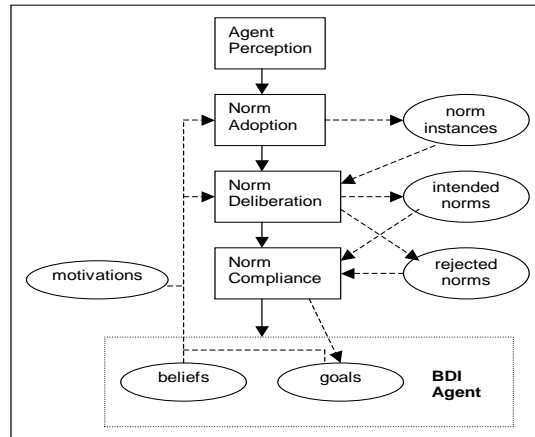 Agent
Perception
Norm
Adoption
norm
instances
Norm
Deliberation
intended
norms
Norm
Compliance
motivations
rejected
norms
beliefs
goals
BDI
Agent